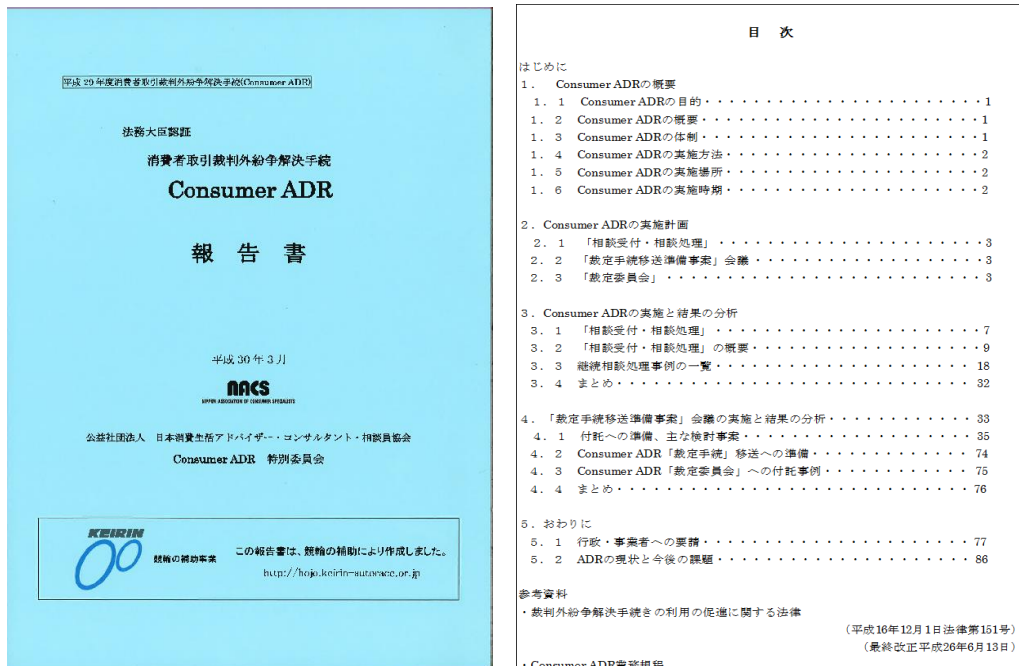 平成 29 年度消費者取引裁判外紛争解決手続(Consumer ADR)
法務大臣認証
消費者取引裁判外紛争解決手続
Consumer ADR
報 告 書
平成 30 年 3 月
NACS
NIPPON ASSOCIATION OF CONSUMER SPECIALISTS
公益社団法人 日本消費生活アドバイザー・コンサルタント・相談員協会
Consumer ADR 特別委員会
KEIRIN
競輪の補助事業
この報告書は、競輪の補助により作成しました。
http://hojo.keirin-autorace.or.jp
目 次
はじめに
1. Consumer ADRの概要
1.1 Consumer ADRの目的・・・・・・・・・・・・・・・・・・・・・・・1
1.2 Consumer ADRの概要・・・・・・・・・・・・・・・・・・・・・・・1
1.3 Consumer ADRの体制・・・・・・・・・・・・・・・・・・・・・・・1
1.4 Consumer ADRの実施方法・・・・・・・・・・・・・・・・・・・・・2
1.5 Consumer ADRの実施場所・・・・・・・・・・・・・・・・・・・・・2
1.6 Consumer ADRの実施時期・・・・・・・・・・・・・・・・・・・・・2
2.Consumer ADRの実施計画
2.1 「相談受付・相談処理」・・・・・・・・・・・・・・・・・・・・・・3
2.2 「裁定手続移送準備事案」会議・・・・・・・・・・・・・・・・・・・3
2.3 「裁定委員会」・・・・・・・・・・・・・・・・・・・・・・・・・・3
3.Consumer ADRの実施と結果の分析
3.1 「相談受付・相談処理」・・・・・・・・・・・・・・・・・・・・・・7
3.2 「相談受付・相談処理」の概要・・・・・・・・・・・・・・・・・・・9
3.3 継続相談処理事例の一覧・・・・・・・・・・・・・・・・・・・・・ 18
3.4 まとめ・・・・・・・・・・・・・・・・・・・・・・・・・・・・・ 32
4.「裁定手続移送準備事案」会議の実施と結果の分析・・・・・・・・・・・・ 33
4.1 付託への準備、主な検討事案・・・・・・・・・・・・・・・・・・・ 35
4.2 Consumer ADR「裁定手続」移送への準備・・・・・・・・・・・・・ 74
4.3 Consumer ADR「裁定委員会」への付託事例・・・・・・・・・・・・ 75
4.4 まとめ・・・・・・・・・・・・・・・・・・・・・・・・・・・・・ 76
5.おわりに
5.1 行政・事業者への要請・・・・・・・・・・・・・・・・・・・・・・ 77
5.2 ADRの現状と今後の課題・・・・・・・・・・・・・・・・・・・・・ 86
参考資料
・裁判外紛争解決手続きの利用の促進に関する法律
(平成16年12月1日法律第151号)
(最終改正平成26年6月13日)
・Consumer ADR業務規程